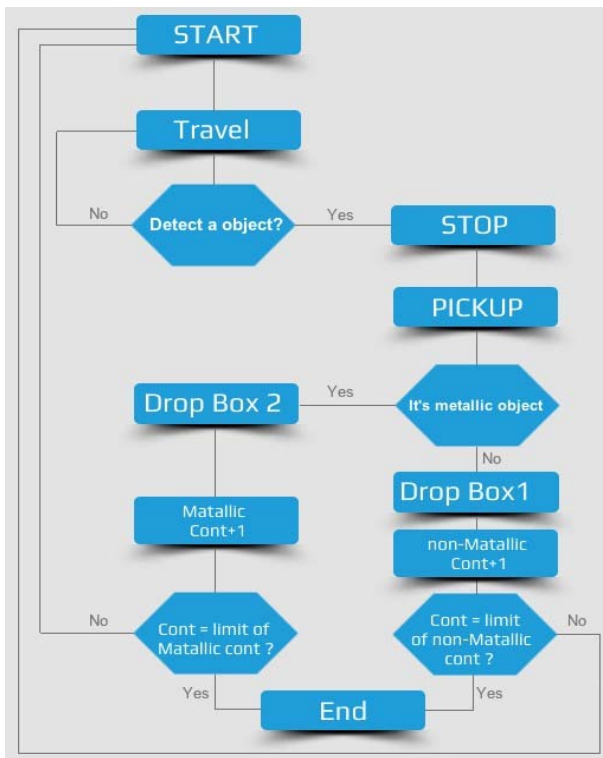 START
Travel
No
Detect a object?
Yes
STOP
PICKUP
Drop Box 2
Yes
It's metallic object
No
Drop Box1
Matallic
Cont+1
non-Matallic
Cont+1
No
Cont = limit of
Matallic cont ?
Cont = limit
of non-Matallic
cont ?
No
Yes
End
Yes